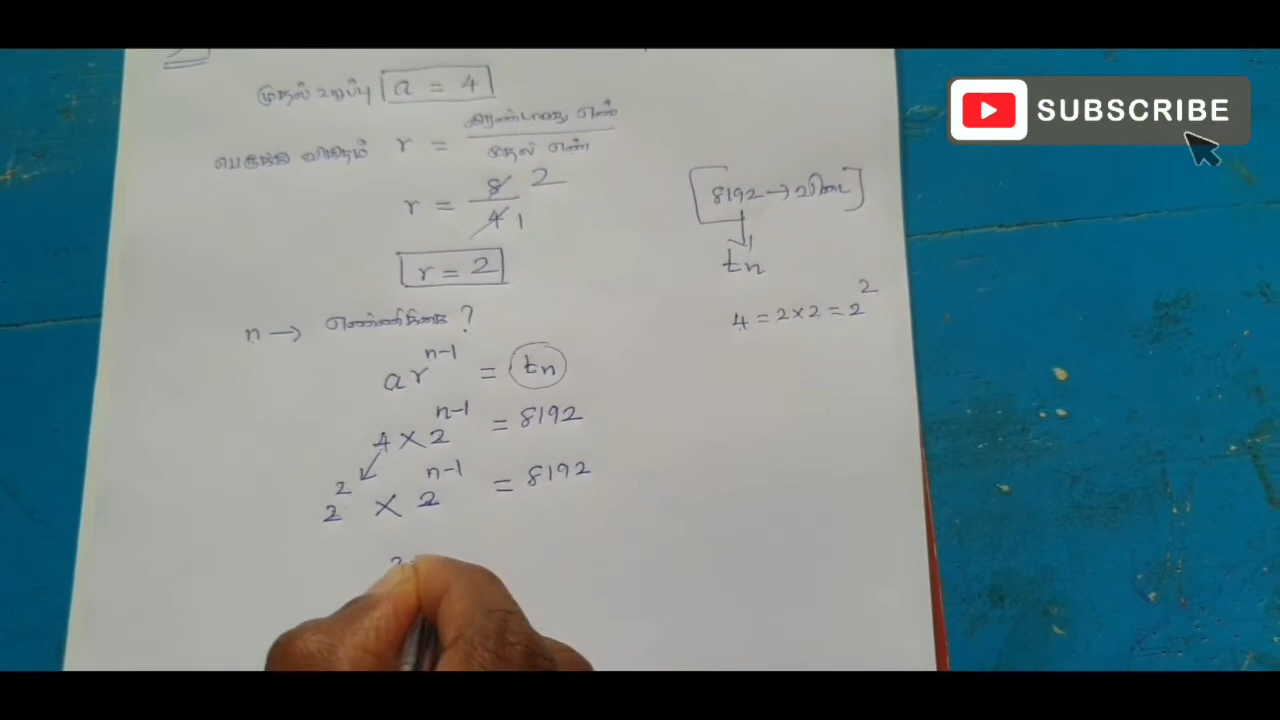 முதல் உறுப்பு a = 4
பெருக்கு விகிதம் r = இரண்டாவது எண் / முதல் எண்
r = 8 / 4 2 1
r = 2
n → எண்ணிக்கை ?
ar^(n-1) = tn
4 × 2^(n-1) = 8192
2^2 × 2^(n-1) = 8192
2
[8192 → விடை]
tn
4 = 2×2 = 2^2
SUBSCRIBE